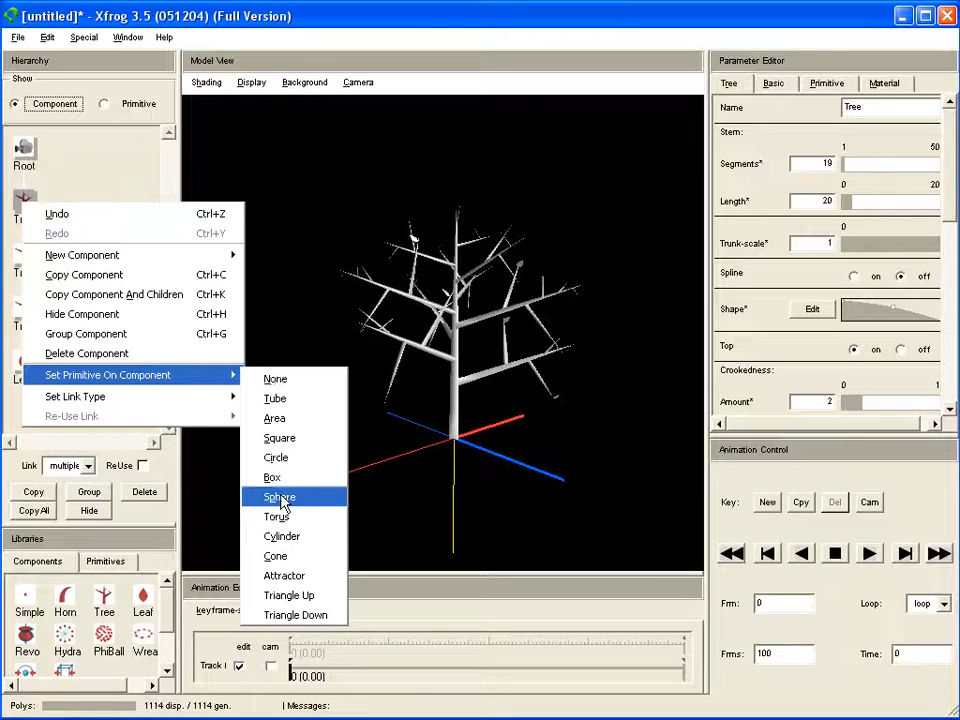 [untitled]* - Xfrog 3.5 (051204) (Full Version)
File Edit Special Window Help
Hierarchy
Show
Component Primitive
Root
Undo Ctrl+Z
Redo Ctrl+Y
New Component
Copy Component Ctrl+C
Copy Component And Children Ctrl+K
Hide Component Ctrl+H
Group Component Ctrl+G
Delete Component
Set Primitive On Component
Set Link Type
Re-Use Link
None
Tube
Area
Square
Circle
Box
Sphere
Torus
Cylinder
Cone
Attractor
Triangle Up
Triangle Down
Link multiple ReUse
Copy Group Delete
Copy All Hide
Libraries
Components Primitives
Simple Horn Tree Leaf
Revo Hydra PhiBall Wrea
Polys: 1114 disp. / 1114 gen. Messages:
Model View
Shading Display Background Camera
keyframe-
edit cam
Track
0 (0.00)
0 (0.00)
Parameter Editor
Tree Basic Primitive Material
Name Tree
Stem:
1 50
Segments* 19
0 20
Length* 20
0
Trunk-scale* 1
Spline on off
Shape* Edit
Top on off
Crookedness:
0 1
Amount* 2
Animation Control
Key: New Cpy Del Cam
Frm: 0 Loop: loop
Frms: 100 Time: 0